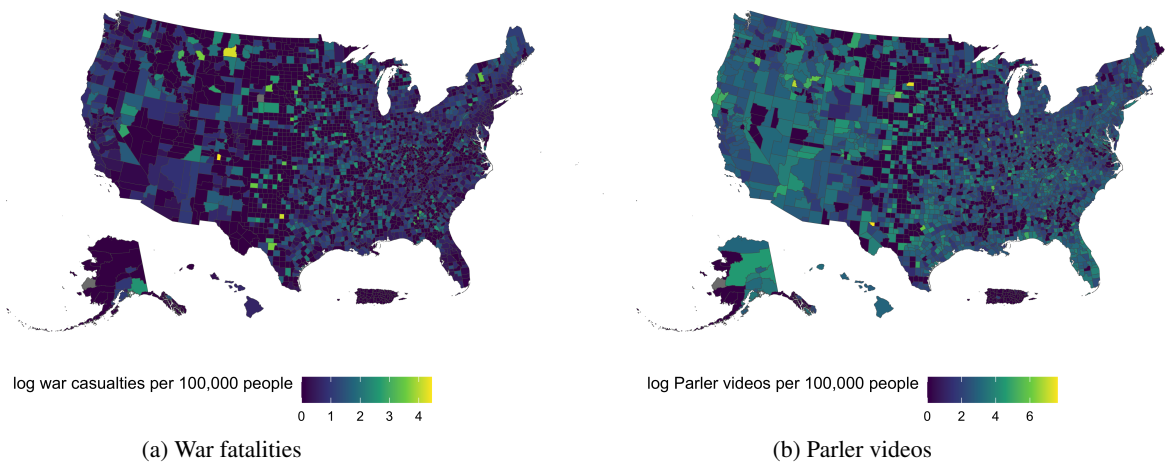 log war casualties per 100,000 people
0 1 2 3 4
(a) War fatalities
log Parler videos per 100,000 people
0 2 4 6
(b) Parler videos